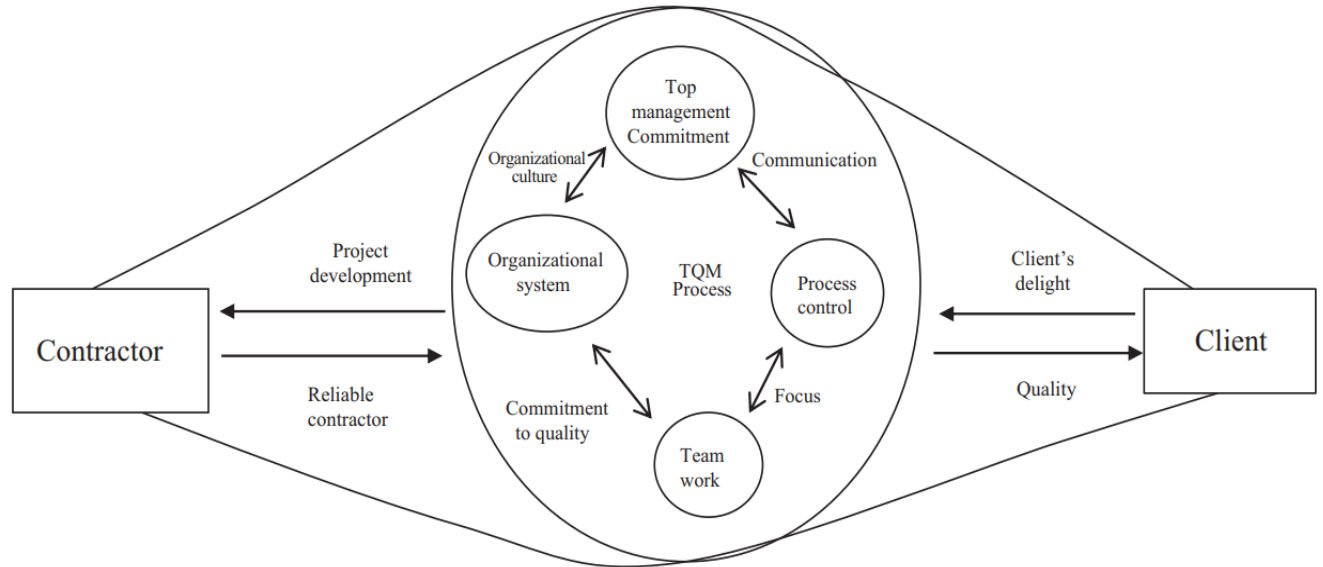 Top
management
Commitment
Organizational
culture
Communication
Project
development
Organizational
system
TQM
Process
Process
control
Client's
delight
Contractor
Client
Reliable
contractor
Commitment
to quality
Focus
Quality
Team
work